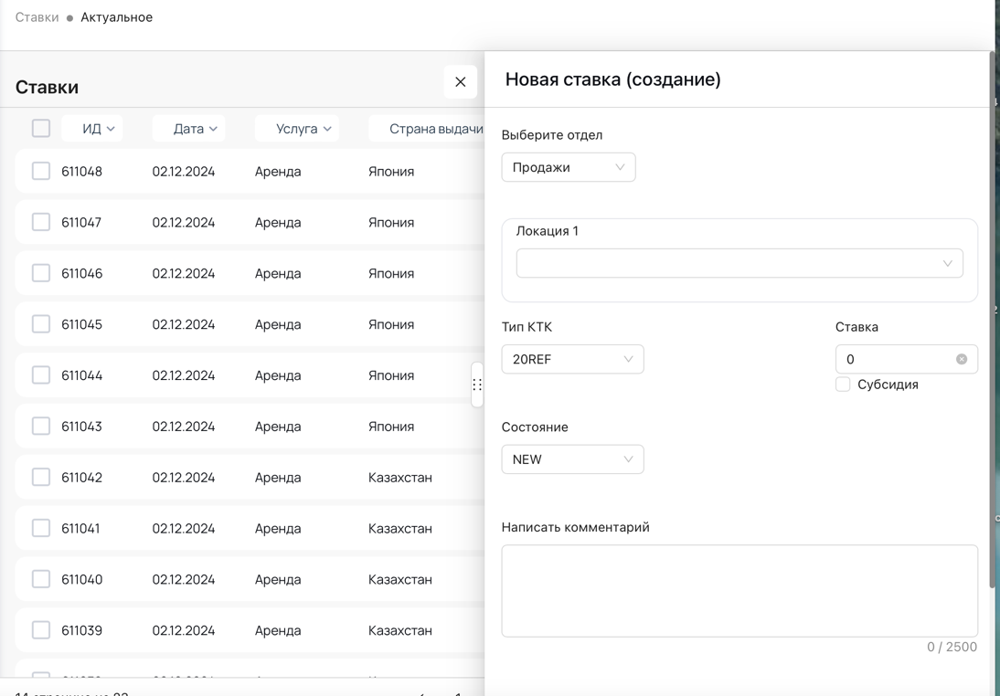 Ставки ● Актуальное
Ставки
ИД Дата Услуга Страна выдачи
611048 02.12.2024 Аренда Япония
611047 02.12.2024 Аренда Япония
611046 02.12.2024 Аренда Япония
611045 02.12.2024 Аренда Япония
611044 02.12.2024 Аренда Япония
611043 02.12.2024 Аренда Япония
611042 02.12.2024 Аренда Казахстан
611041 02.12.2024 Аренда Казахстан
611040 02.12.2024 Аренда Казахстан
611039 02.12.2024 Аренда Казахстан
Новая ставка (создание)
Выберите отдел
Продажи
Локация 1
Тип КТК Ставка
20REF 0
Субсидия
Состояние
NEW
Написать комментарий
0 / 2500